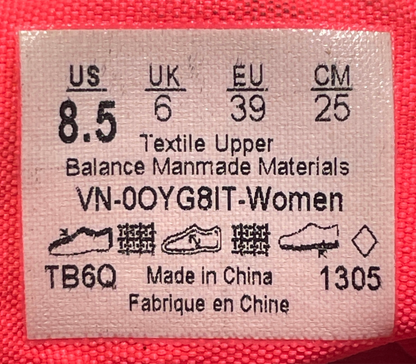 US UK EU CM
8.5 6 39 25
Textile Upper
Balance Manmade Materials
VN-0OYG8IT-Women
TB6Q Made in China 1305
Fabriqué en Chine